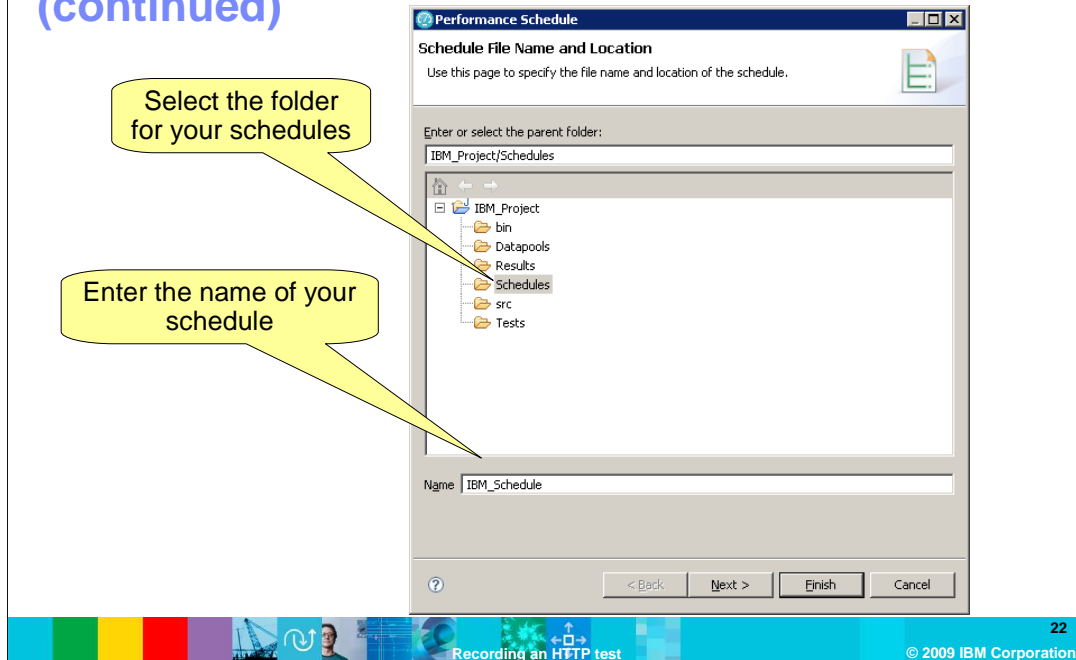 (continued)
Performance Schedule
Schedule File Name and Location
Use this page to specify the file name and location of the schedule.
Select the folder
for your schedules
Enter or select the parent folder:
IBM_Project/Schedules
IBM_Project
bin
Datapools
Results
Schedules
src
Tests
Enter the name of your
schedule
Name IBM_Schedule
< Back Next > Finish Cancel
22
Recording an HTTP test
© 2009 IBM Corporation